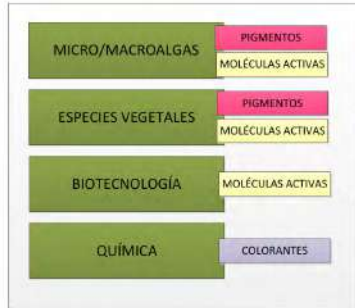 MICRO/MACROALGAS
PIGMENTOS
MOLÉCULAS ACTIVAS
ESPECIES VEGETALES
PIGMENTOS
MOLÉCULAS ACTIVAS
BIOTECNOLOGÍA
MOLÉCULAS ACTIVAS
QUÍMICA
COLORANTES